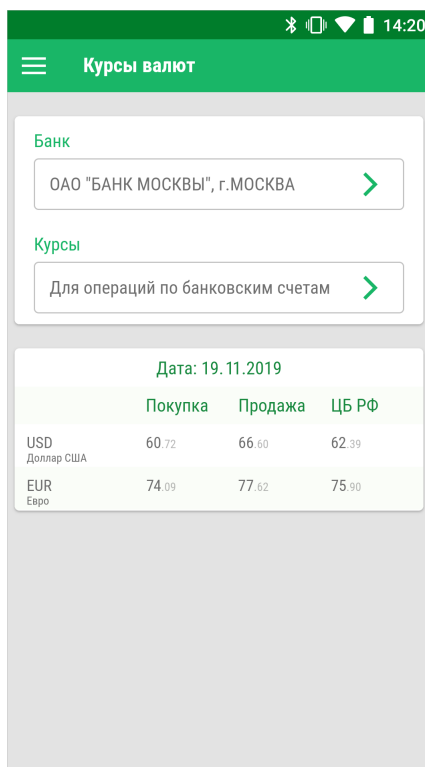 14:20
Курсы валют
Банк
ОАО "БАНК МОСКВЫ", г.МОСКВА
Курсы
Для операций по банковским счетам
Дата: 19.11.2019
Покупка Продажа ЦБ РФ
USD 60.72 66.60 62.39
Доллар США
EUR 74.09 77.62 75.90
Евро